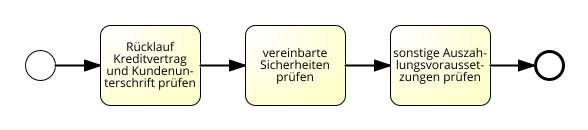 Rücklauf
Kreditvertrag
und Kundenun-
terschrift prüfen
vereinbarte
Sicherheiten
prüfen
sonstige Auszah-
lungsvorausset-
zungen prüfen